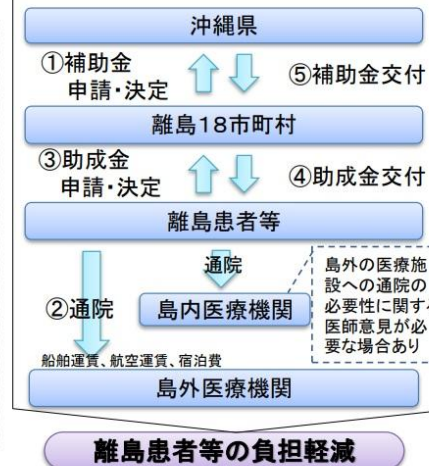 沖縄県
①補助金
申請・決定
⑤補助金交付
離島18市町村
③助成金
申請・決定
④助成金交付
離島患者等
通院
②通院
島内医療機関
島外の医療施
設への通院の
必要性に関す
医師意見が必
要な場合あり
船舶運賃、航空運賃、宿泊費
島外医療機関
離島患者等の負担軽減